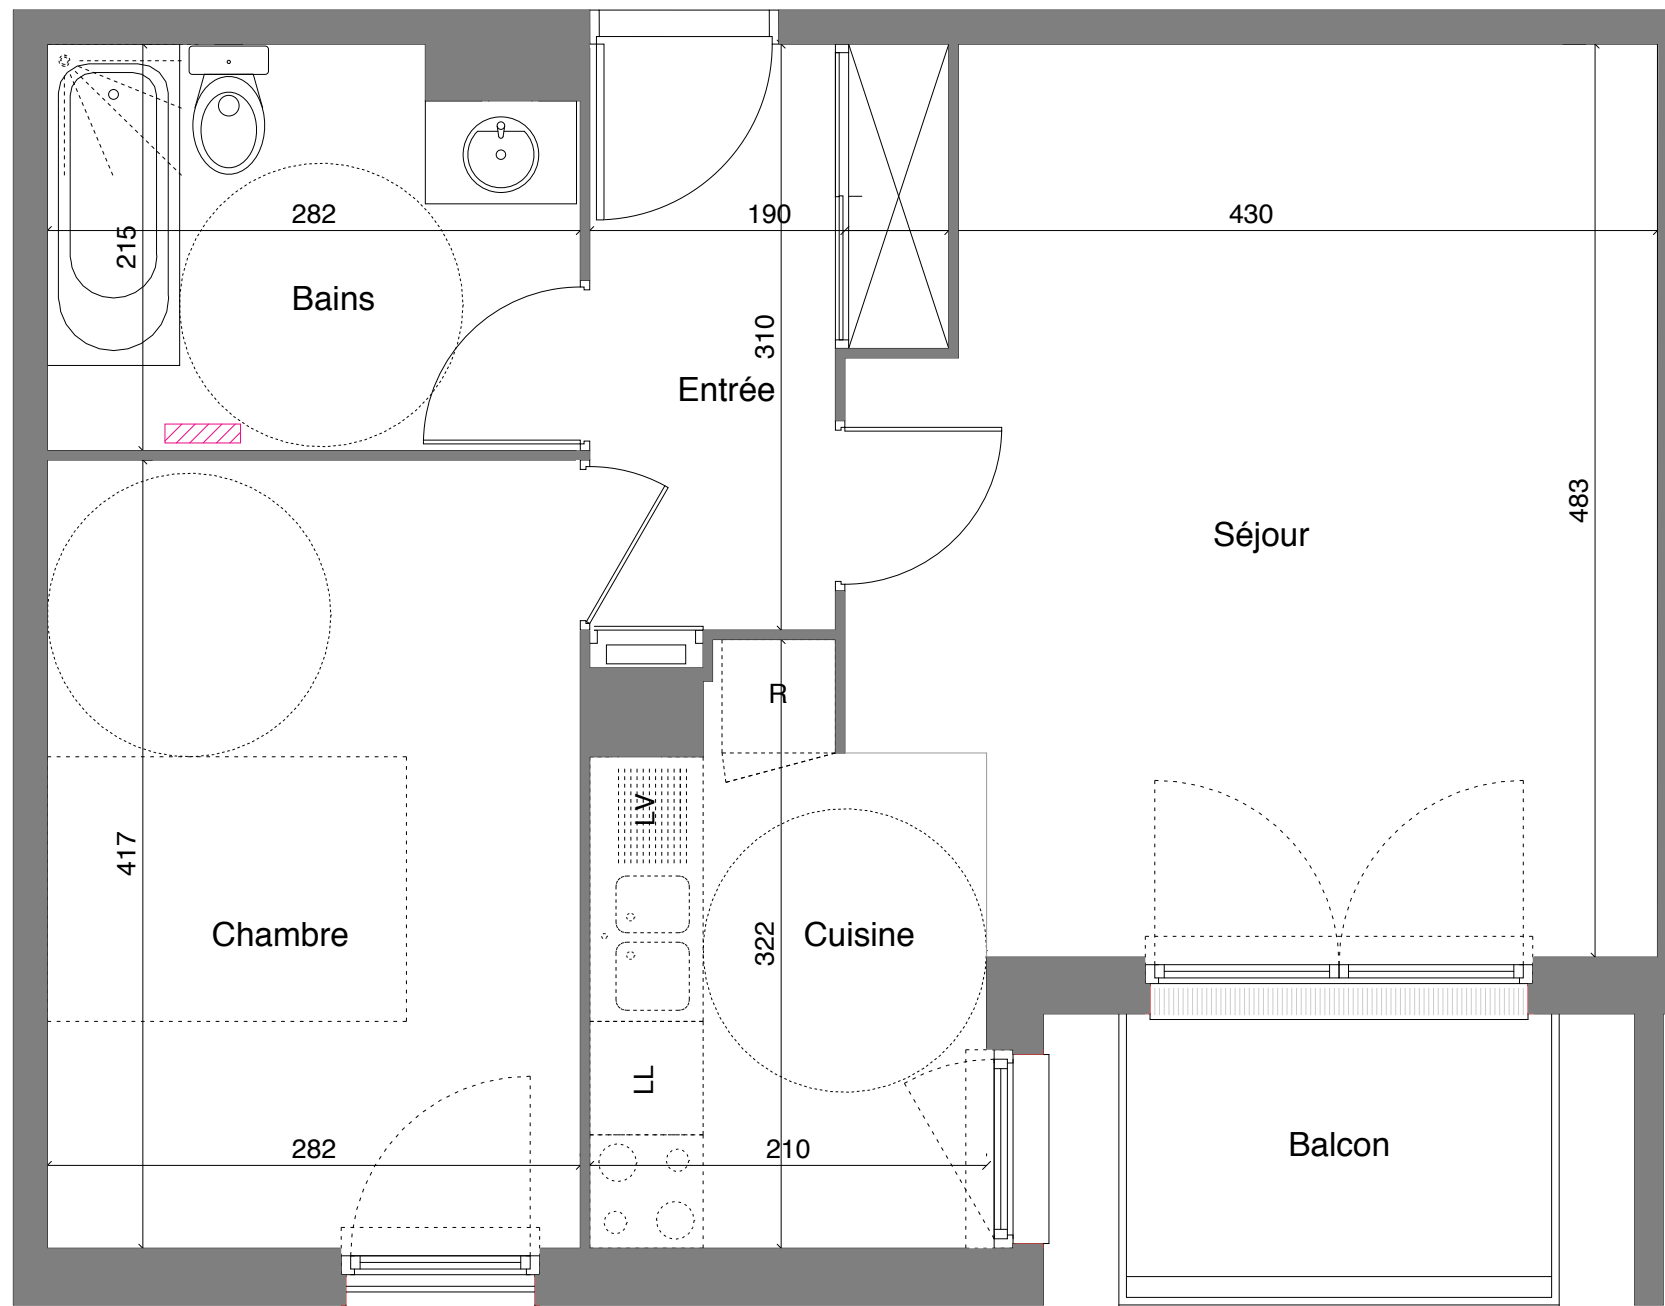 282
190
430
215
Bains
310
Entrée
483
Séjour
R
LV
417
Chambre
322
Cuisine
LL
282
210
Balcon